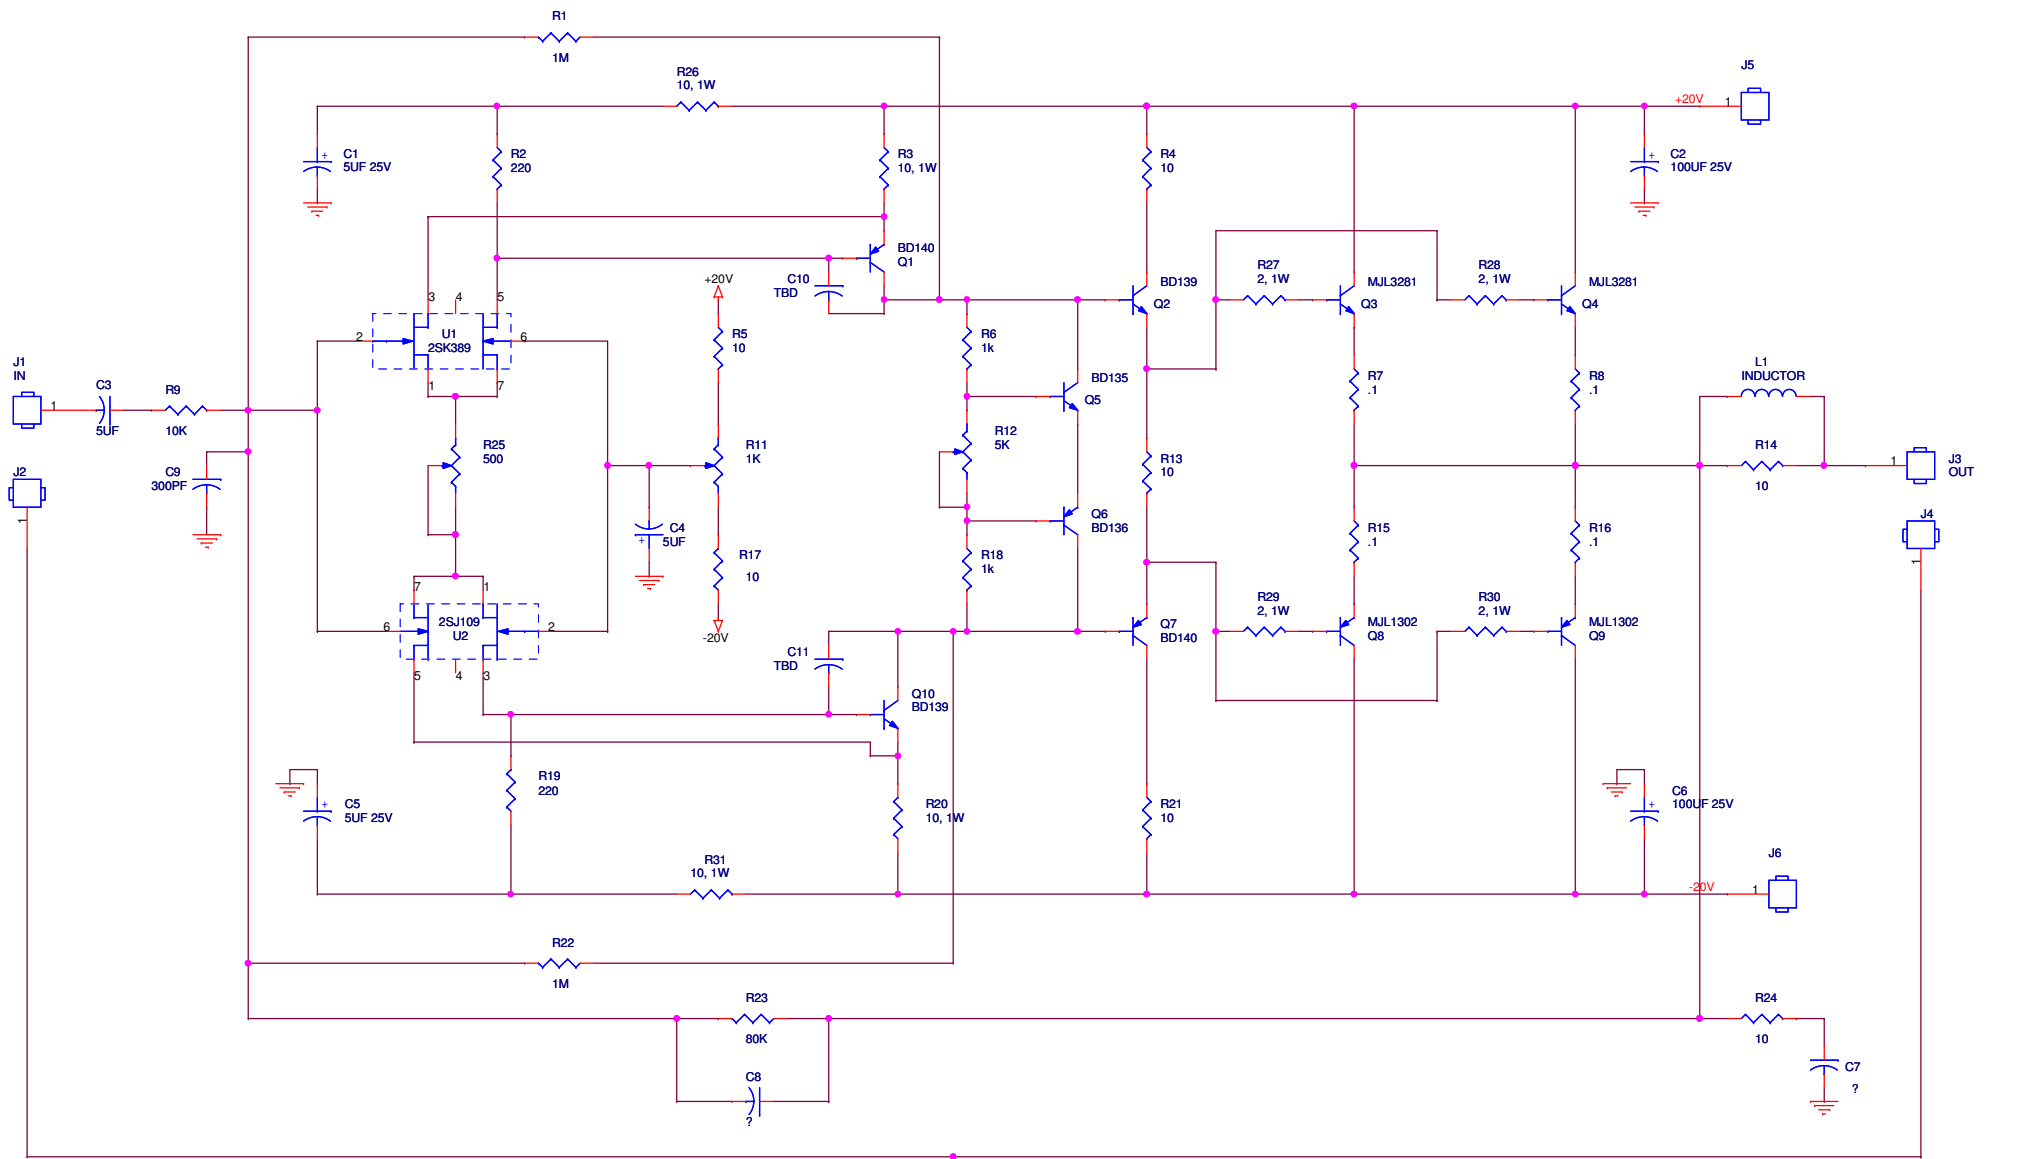 R1
1M
R26
10, 1W
J5
+20V
1
C1
5UF 25V
R2
220
R3
10, 1W
R4
10
C2
100UF 25V
BD140
Q1
C10
TBD
+20V
BD139
Q2
R27
2, 1W
MJL3281
Q3
R28
2, 1W
MJL3281
Q4
3
4
5
2
U1
2SK389
6
1
7
R5
10
R6
1k
J1
IN
1
C3
5UF
R9
10K
BD135
Q5
R7
.1
R8
.1
L1
INDUCTOR
R25
500
R11
1K
R12
5K
R13
10
R14
10
1
J3
OUT
J2
1
C9
300PF
C4
5UF
Q6
BD136
R15
.1
R16
.1
J4
1
R17
10
R18
1k
7
1
6
2SJ109
U2
2
5
4
3
-20V
R29
2, 1W
MJL1302
Q8
R30
2, 1W
MJL1302
Q9
Q7
BD140
C11
TBD
Q10
BD139
C5
5UF 25V
R19
220
R20
10, 1W
R21
10
C6
100UF 25V
R31
10, 1W
J6
-20V
1
R22
1M
R23
80K
R24
10
C8
?
C7
?